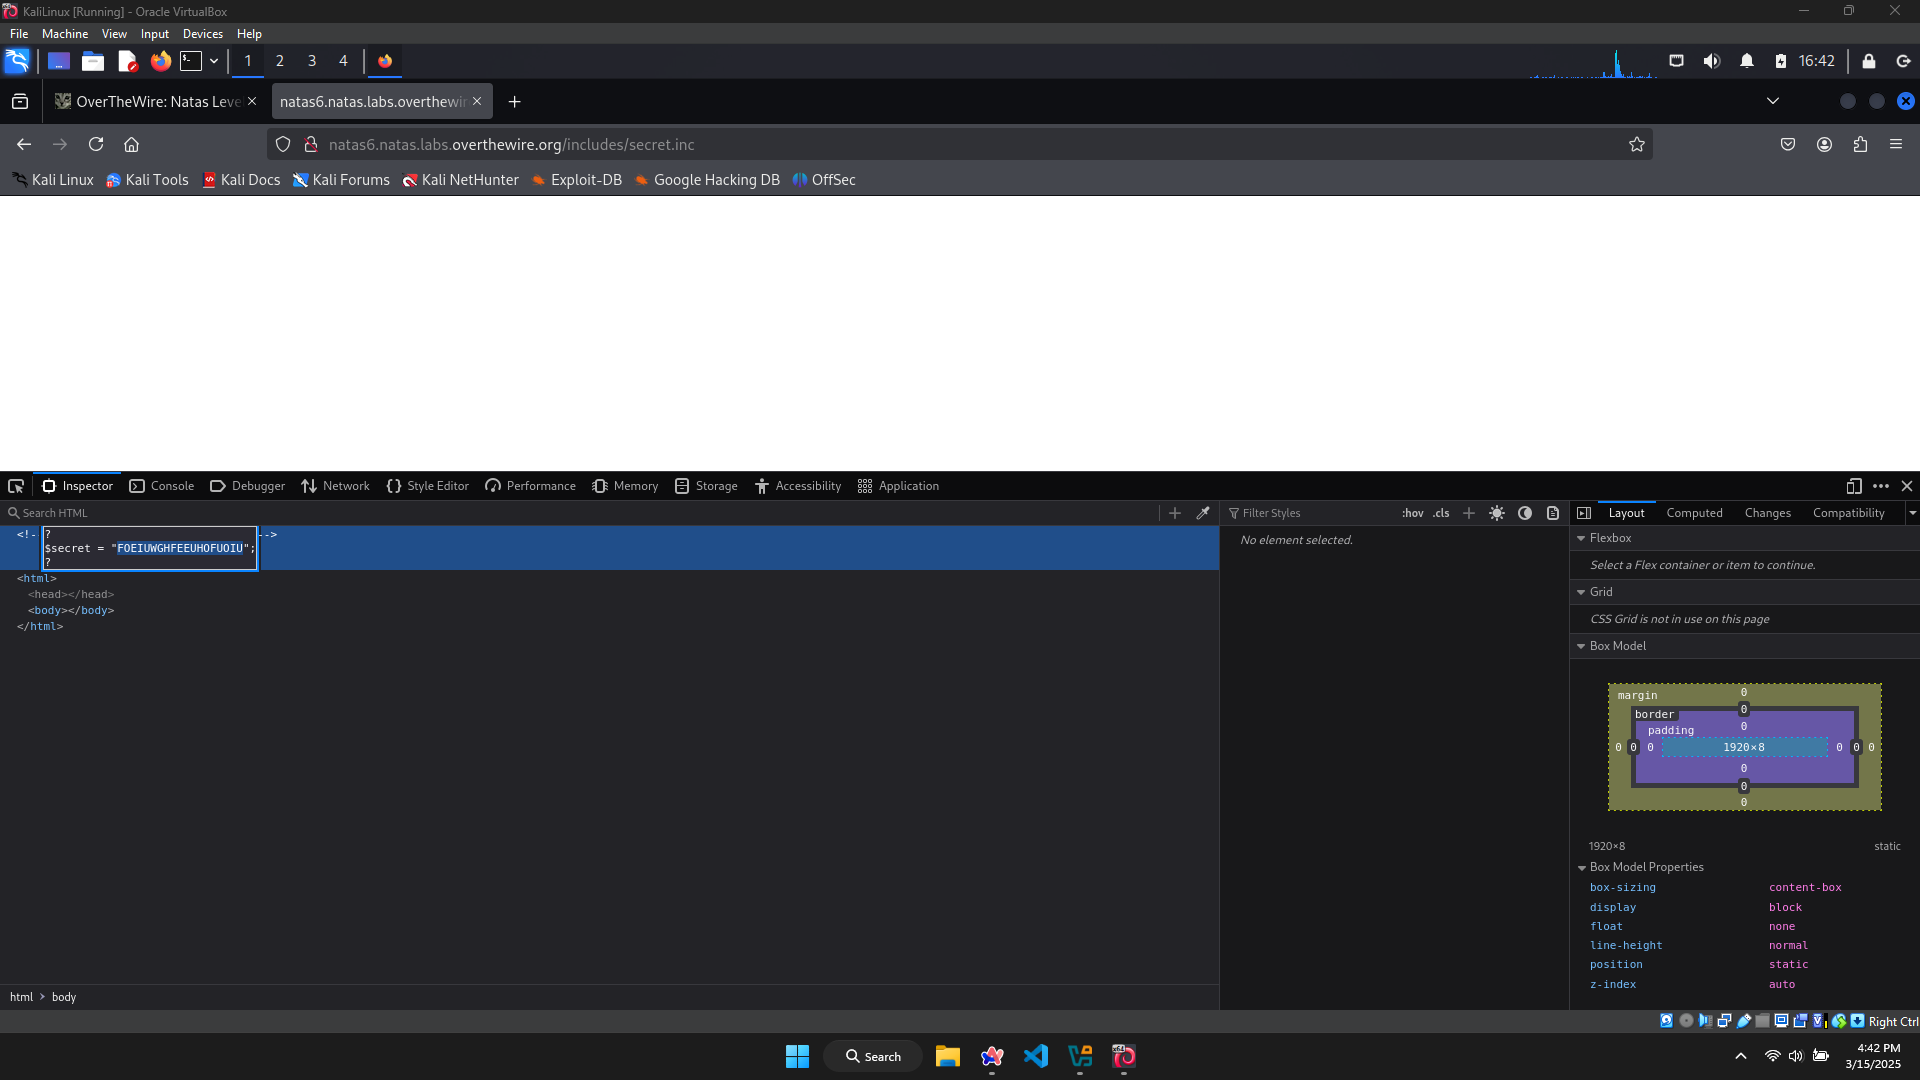 KaliLinux [Running] - Oracle VirtualBox
File Machine View Input Devices Help
1 2 3 4
16:42
OverTheWire: Natas Leve
natas6.natas.labs.overthewir
natas6.natas.labs.overthewire.org/includes/secret.inc
Kali Linux Kali Tools Kali Docs Kali Forums Kali NetHunter Exploit-DB Google Hacking DB OffSec
Inspector Console Debugger Network Style Editor Performance Memory Storage Accessibility Application
Search HTML
<!-- ?
$secret = "FOEIUWGHFEEUHOFUOIU";
?
-->
<html>
<head></head>
<body></body>
</html>
html > body
Filter Styles :hov .cls
No element selected.
Layout Computed Changes Compatibility
Flexbox
Select a Flex container or item to continue.
Grid
CSS Grid is not in use on this page
Box Model
margin 0
border 0
padding 0
0 0 0 1920×8 0 0 0
0
0
0
1920×8 static
Box Model Properties
box-sizing content-box
display block
float none
line-height normal
position static
z-index auto
Right Ctrl
Search
4:42 PM
3/15/2025